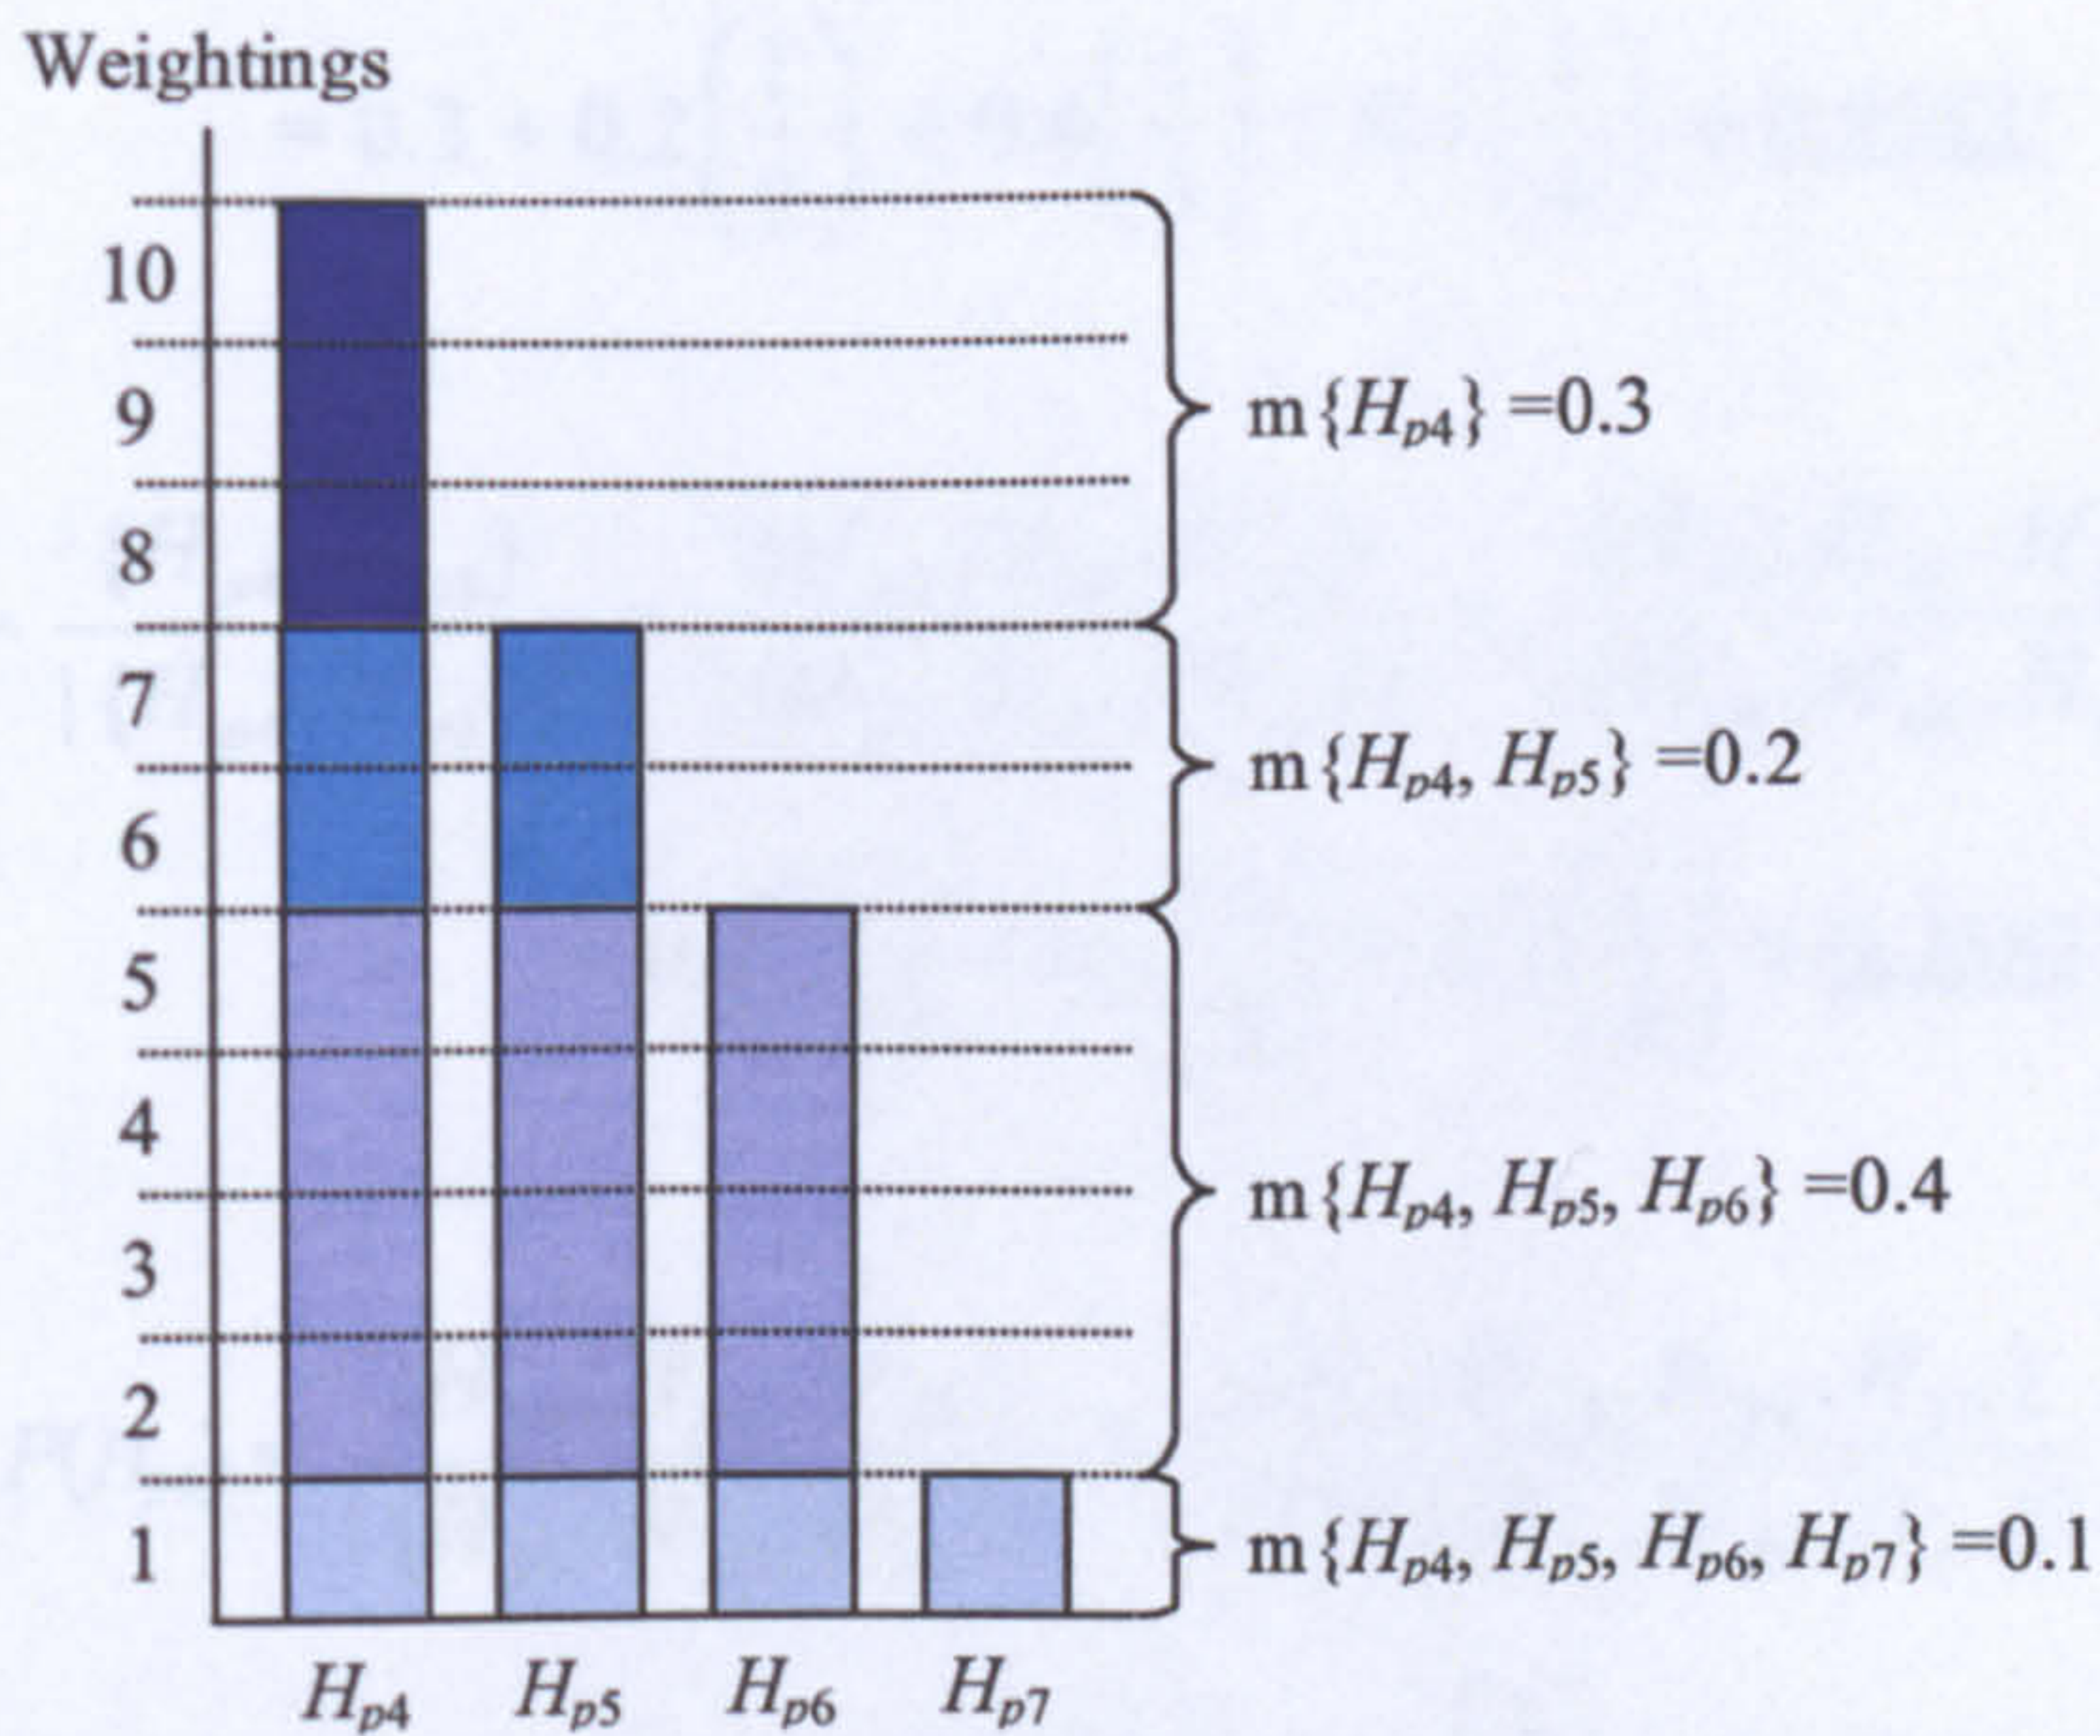 Weightings
10
9
m{Hp4} =0.3
8
7
m{Hp4, Hp5} =0.2
6
5
4
m{Hp4, Hp5, Hp6} =0.4
3
2
1
m{Hp4, Hp5, Hp6, Hp7} =0.1
Hp4 Hp5 Hp6 Hp7